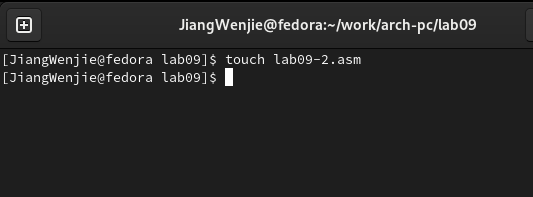 JiangWenjie@fedora:~/work/arch-pc/lab09
[JiangWenjie@fedora lab09]$ touch lab09-2.asm
[JiangWenjie@fedora lab09]$